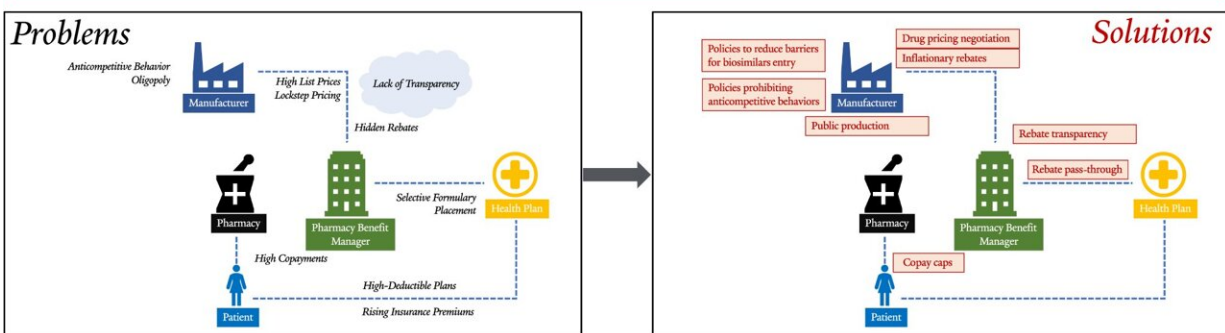 Problems
Anticompetitive Behavior
Oligopoly
Manufacturer
High List Prices
Lockstep Pricing
Lack of Transparency
Hidden Rebates
Pharmacy
Pharmacy Benefit
Manager
Selective Formulary
Placement
Health Plan
High Copayments
Patient
High-Deductible Plans
Rising Insurance Premiums
Solutions
Policies to reduce barriers
for biosimilars entry
Policies prohibiting
anticompetitive behaviors
Manufacturer
Drug pricing negotiation
Inflationary rebates
Public production
Rebate transparency
Rebate pass-through
Pharmacy
Pharmacy Benefit
Manager
Health Plan
Copay caps
Patient